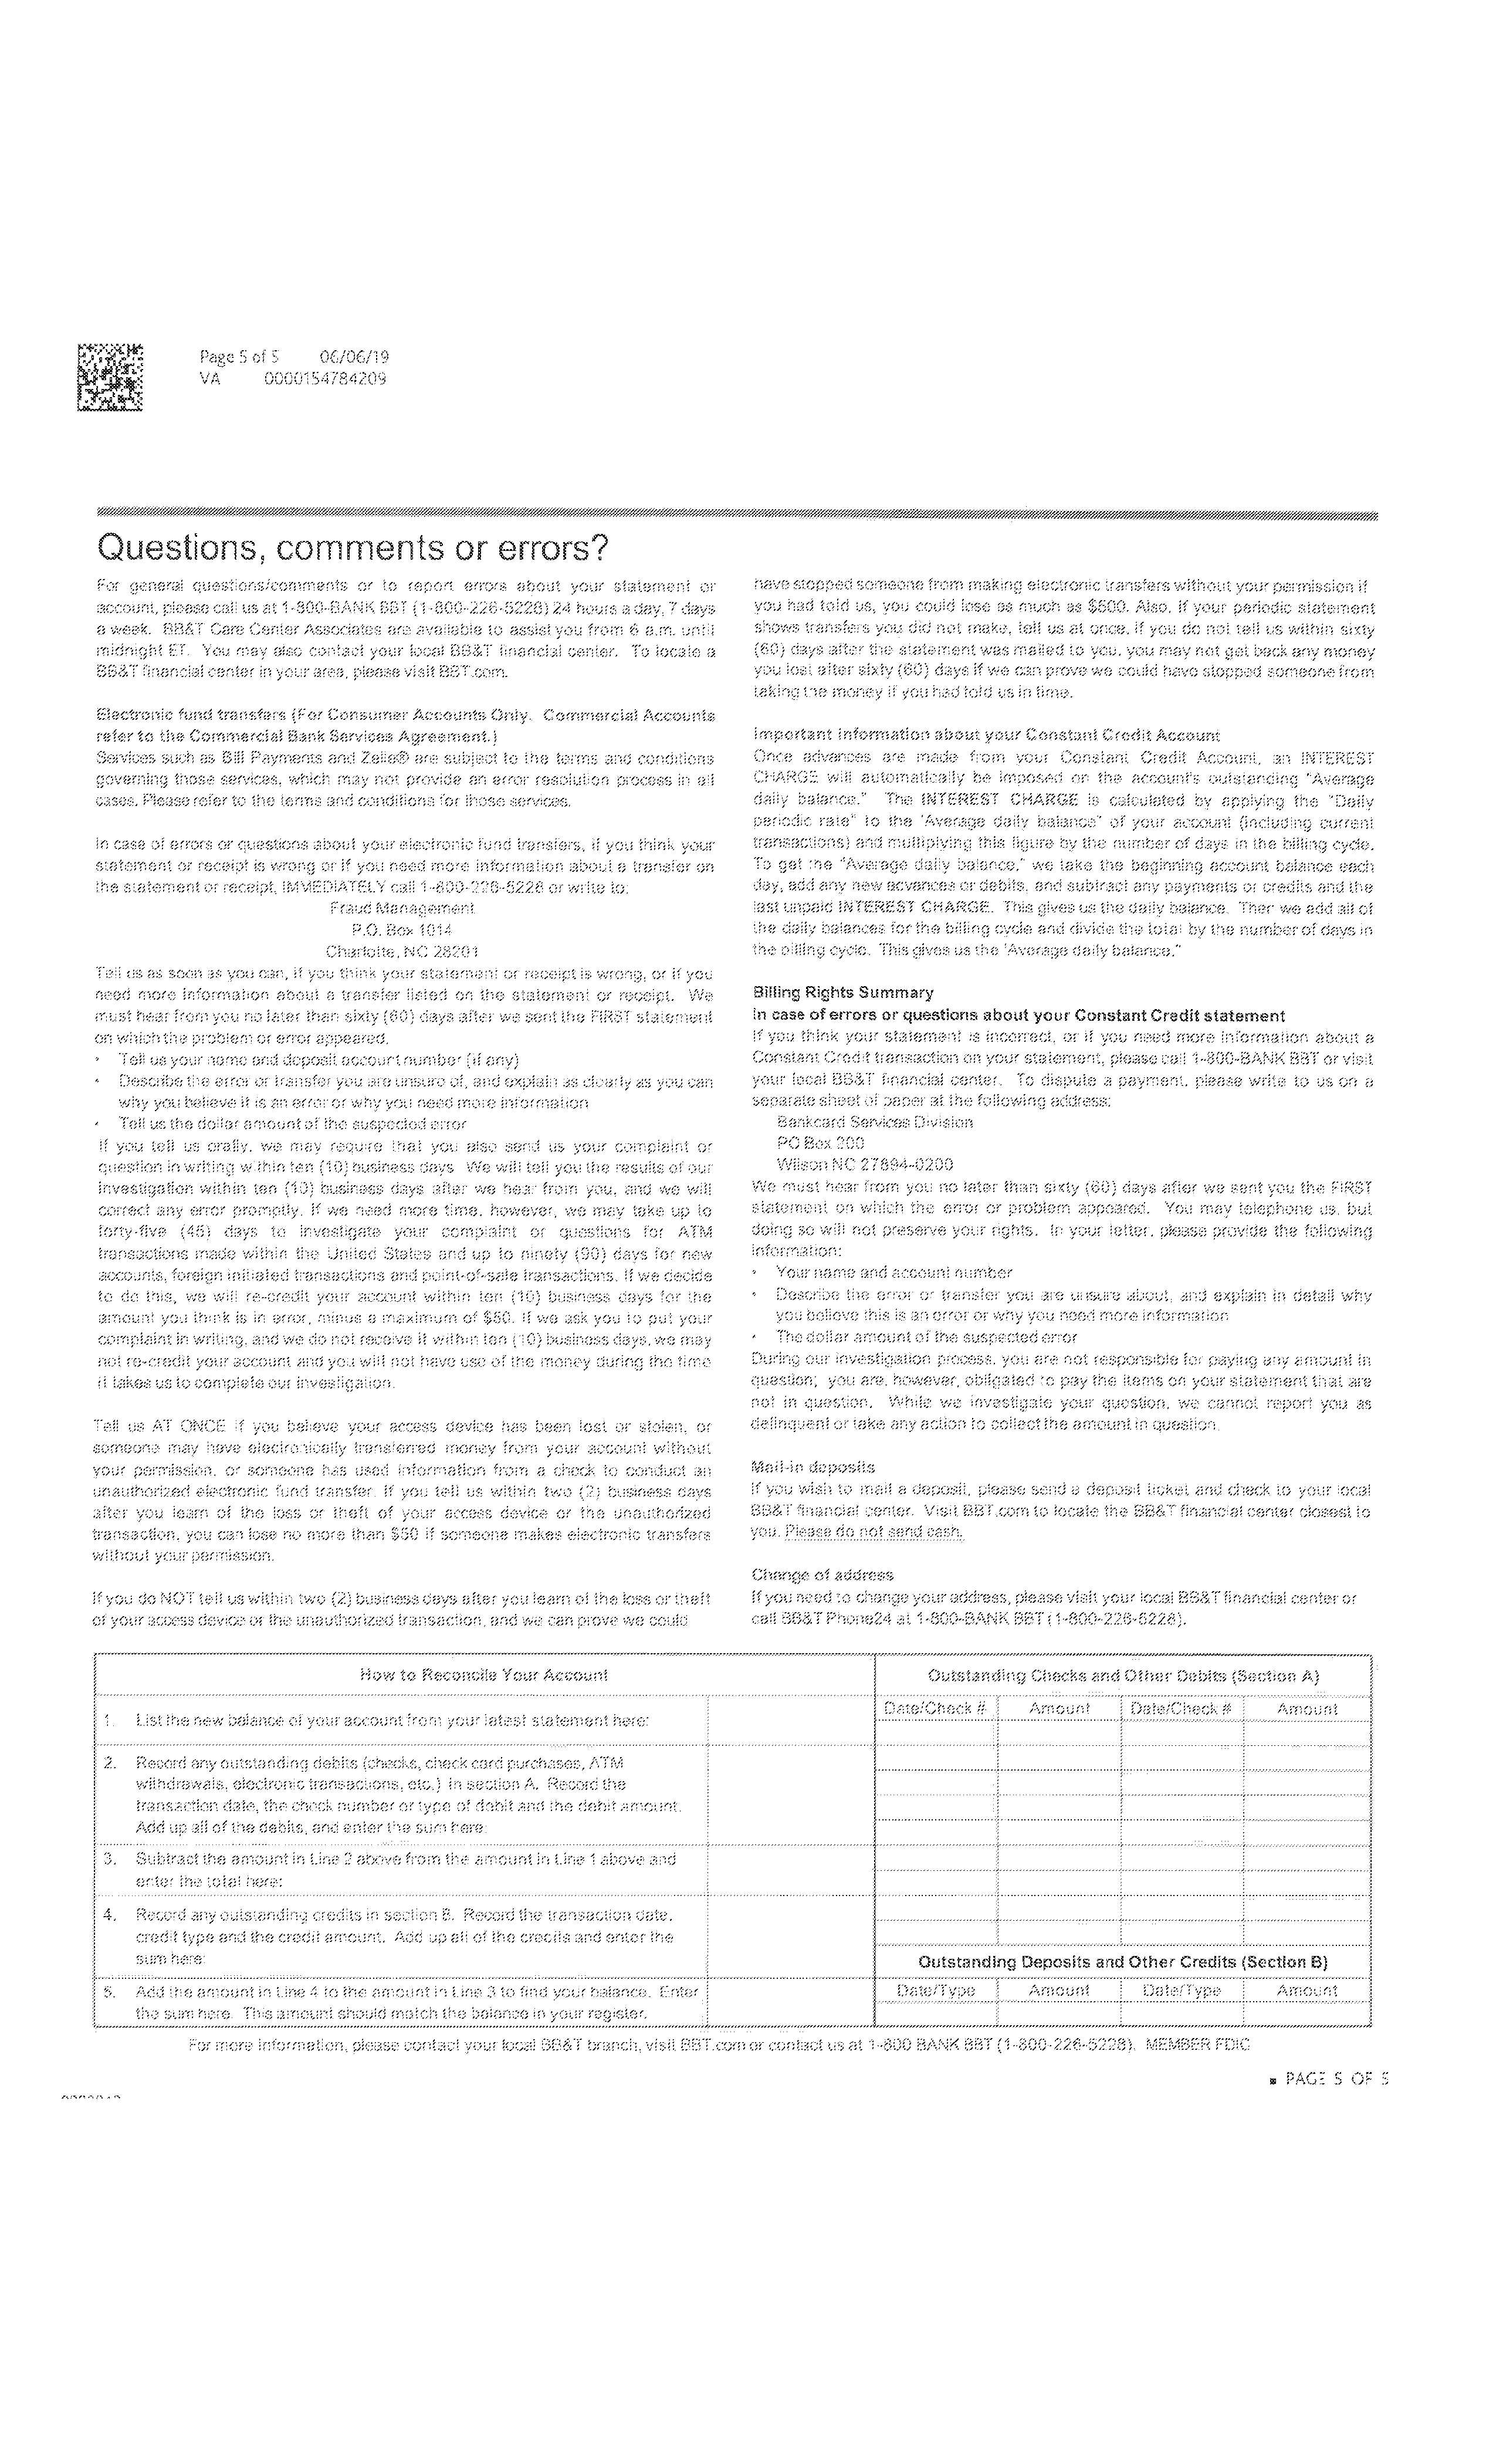 Page 5 of 5 06/06/19
VA 0000154784209
Questions, comments or errors?
For general questions/comments or to report errors about your statement or
account, please call us at 1-800-BANK BBT (1-800-226-5228) 24 hours a day, 7 days
a week. BB&T Care Center Associates are available to assist you from 6 a.m. until
midnight ET. You may also contact your local BB&T financial center. To locate a
BB&T financial center in your area, please visit BBT.com.
Electronic fund transfers (For Consumer Accounts Only. Commercial Accounts
refer to the Commercial Bank Services Agreement.)
Services such as Bill Payments and Zelle® are subject to the terms and conditions
governing those services, which may not provide an error resolution process in all
cases. Please refer to the terms and conditions for those services.
In case of errors or questions about your electronic fund transfers, if you think your
statement or receipt is wrong or if you need more information about a transfer on
the statement or receipt, IMMEDIATELY call 1-800-226-5228 or write to:
Fraud Management
P.O. Box 1014
Charlotte, NC 28201
Tell us as soon as you can, if you think your statement or receipt is wrong, or if you
need more information about a transfer listed on the statement or receipt. We
must hear from you no later than sixty (60) days after we sent the FIRST statement
on which the problem or error appeared.
• Tell us your name and deposit account number (if any)
• Describe the error or transfer you are unsure of, and explain as clearly as you can
why you believe it is an error or why you need more information
• Tell us the dollar amount of the suspected error
If you tell us orally, we may require that you also send us your complaint or
question in writing within ten (10) business days. We will tell you the results of our
investigation within ten (10) business days after we hear from you, and we will
correct any error promptly. If we need more time, however, we may take up to
forty-five (45) days to investigate your complaint or questions for ATM
transactions made within the United States and up to ninety (90) days for new
accounts, foreign initiated transactions and point-of-sale transactions. If we decide
to do this, we will re-credit your account within ten (10) business days for the
amount you think is in error, minus a maximum of $50. If we ask you to put your
complaint in writing, and we do not receive it within ten (10) business days, we may
not re-credit your account and you will not have use of the money during the time
it takes us to complete our investigation.
Tell us AT ONCE if you believe your access device has been lost or stolen, or
someone may have electronically transferred money from your account without
your permission, or someone has used information from a check to conduct an
unauthorized electronic fund transfer. If you tell us within two (2) business days
after you learn of the loss or theft of your access device or the unauthorized
transaction, you can lose no more than $50 if someone makes electronic transfers
without your permission.
If you do NOT tell us within two (2) business days after you learn of the loss or theft
of your access device or the unauthorized transaction, and we can prove we could
have stopped someone from making electronic transfers without your permission if
you had told us, you could lose as much as $500. Also, if your periodic statement
shows transfers you did not make, tell us at once. If you do not tell us within sixty
(60) days after the statement was mailed to you, you may not get back any money
you lost after sixty (60) days if we can prove we could have stopped someone from
taking the money if you had told us in time.
Important information about your Constant Credit Account
Once advances are made from your Constant Credit Account, an INTEREST
CHARGE will automatically be imposed on the account's outstanding "Average
daily balance." The INTEREST CHARGE is calculated by applying the "Daily
periodic rate" to the "Average daily balance" of your account (including current
transactions) and multiplying this figure by the number of days in the billing cycle.
To get the "Average daily balance," we take the beginning account balance each
day, add any new advances or debits, and subtract any payments or credits and the
last unpaid INTEREST CHARGE. This gives us the daily balance. Then we add all of
the daily balances for the billing cycle and divide the total by the number of days in
the billing cycle. This gives us the "Average daily balance."
Billing Rights Summary
In case of errors or questions about your Constant Credit statement
If you think your statement is incorrect, or if you need more information about a
Constant Credit transaction on your statement, please call 1-800-BANK BBT or visit
your local BB&T financial center. To dispute a payment, please write to us on a
separate sheet of paper at the following address:
Bankcard Services Division
PO Box 200
Wilson NC 27894-0200
We must hear from you no later than sixty (60) days after we sent you the FIRST
statement on which the error or problem appeared. You may telephone us, but
doing so will not preserve your rights. In your letter, please provide the following
information:
• Your name and account number
• Describe the error or transfer you are unsure about, and explain in detail why
you believe this is an error or why you need more information
• The dollar amount of the suspected error
During our investigation process, you are not responsible for paying any amount in
question; you are, however, obligated to pay the items on your statement that are
not in question. While we investigate your question, we cannot report you as
delinquent or take any action to collect the amount in question.
Mail-in deposits
If you wish to mail a deposit, please send a deposit ticket and check to your local
BB&T financial center. Visit BBT.com to locate the BB&T financial center closest to
you. Please do not send cash.
Change of address
If you need to change your address, please visit your local BB&T financial center or
call BB&T Phone24 at 1-800-BANK BBT (1-800-226-5228).
How to Reconcile Your Account
1. List the new balance of your account from your latest statement here:
2. Record any outstanding debits (checks, check card purchases, ATM
withdrawals, electronic transactions, etc.) in section A. Record the
transaction date, the check number or type of debit and the debit amount.
Add up all of the debits, and enter the sum here:
3. Subtract the amount in Line 2 above from the amount in Line 1 above and
enter the total here:
4. Record any outstanding credits in section B. Record the transaction date,
credit type and the credit amount. Add up all of the credits and enter the
sum here:
5. Add the amount in Line 4 to the amount in Line 3 to find your balance. Enter
the sum here. This amount should match the balance in your register.
Outstanding Checks and Other Debits (Section A)
Date/Check # Amount Date/Check # Amount
Outstanding Deposits and Other Credits (Section B)
Date/Type Amount Date/Type Amount
For more information, please contact your local BB&T branch, visit BBT.com or contact us at 1-800 BANK BBT (1-800-226-5228). MEMBER FDIC
▪ PAGE 5 OF 5